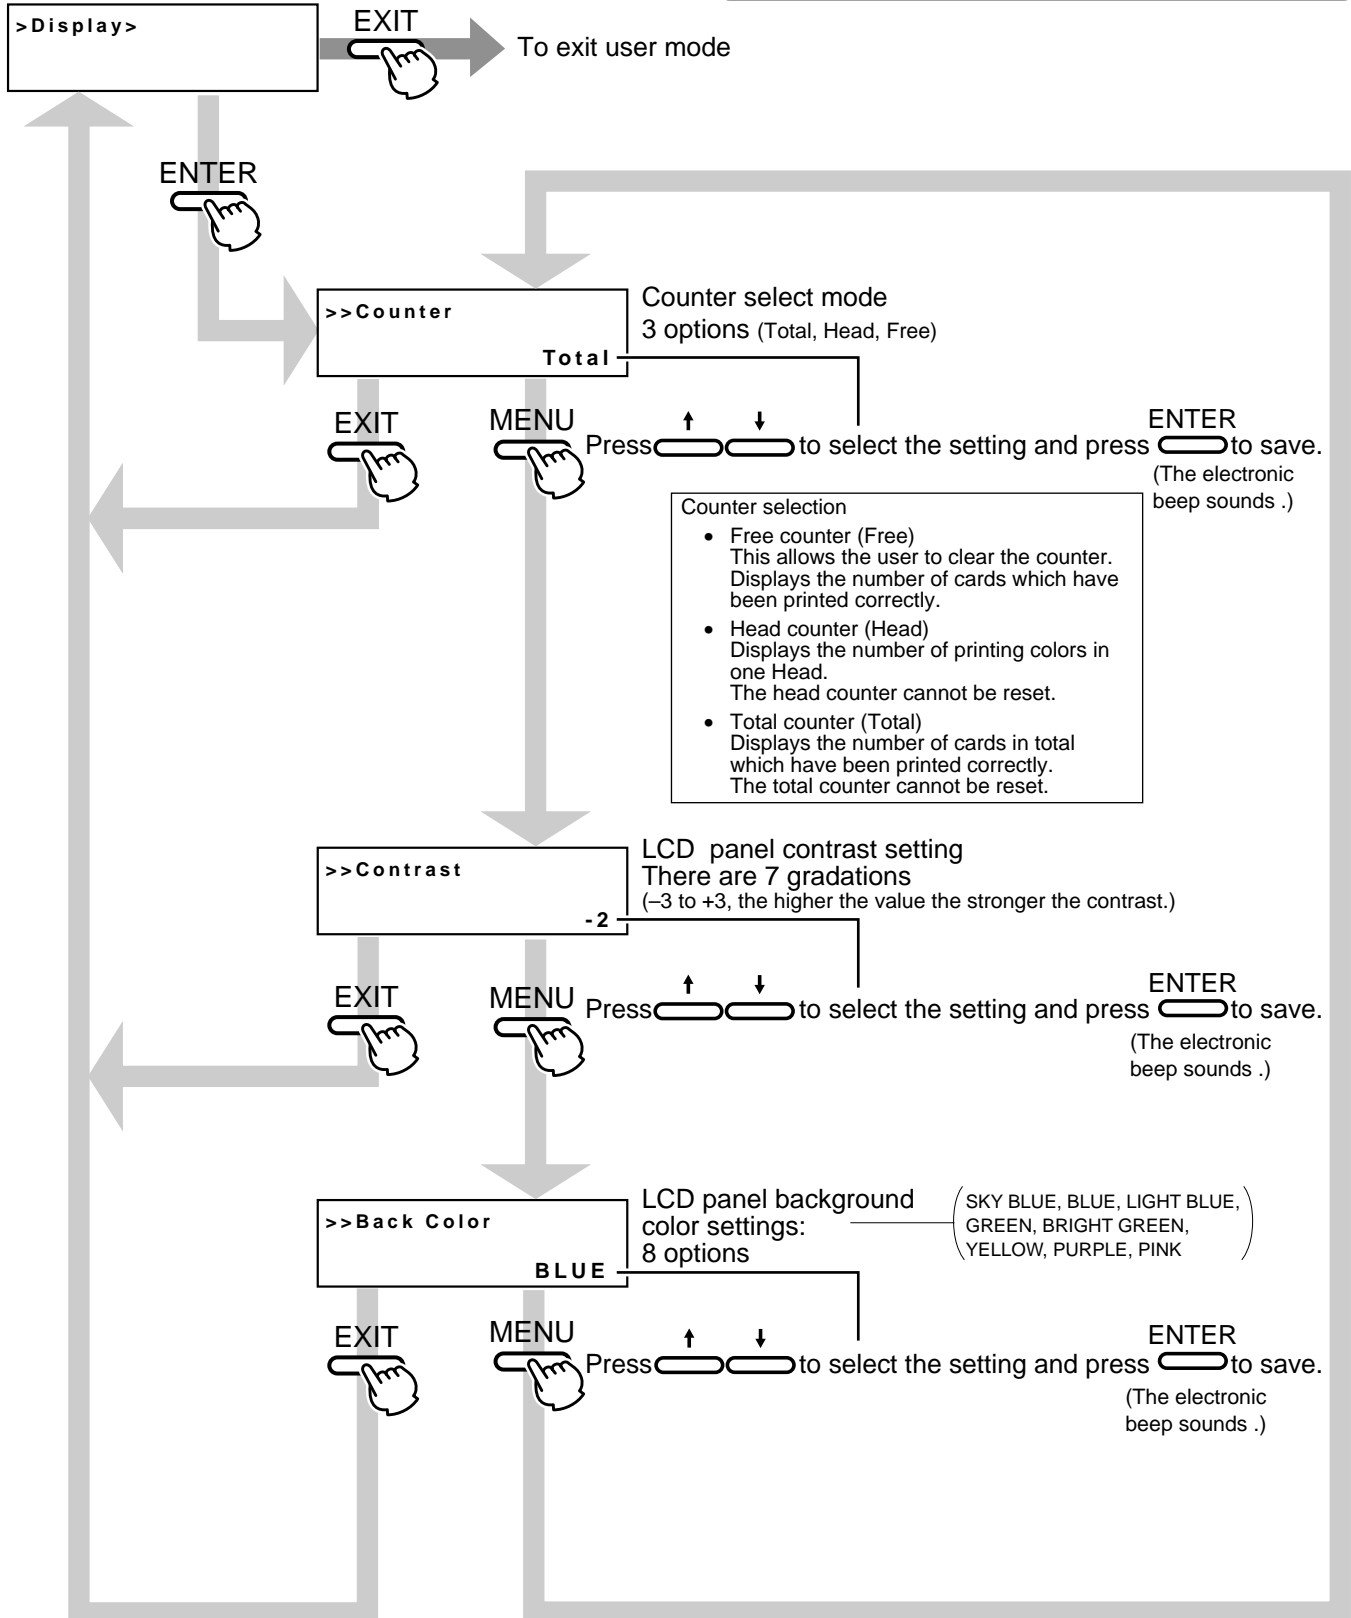 >Display>
EXIT
To exit user mode
ENTER
>>Counter
Total
Counter select mode
3 options (Total, Head, Free)
EXIT
MENU
Press ↑ ↓ to select the setting and press ENTER to save.
(The electronic
beep sounds .)
Counter selection
• Free counter (Free)
This allows the user to clear the counter.
Displays the number of cards which have
been printed correctly.
• Head counter (Head)
Displays the number of printing colors in
one Head.
The head counter cannot be reset.
• Total counter (Total)
Displays the number of cards in total
which have been printed correctly.
The total counter cannot be reset.
>>Contrast
-2
LCD panel contrast setting
There are 7 gradations
(–3 to +3, the higher the value the stronger the contrast.)
EXIT
MENU
Press ↑ ↓ to select the setting and press ENTER to save.
(The electronic
beep sounds .)
>>Back Color
BLUE
LCD panel background
color settings:
8 options
SKY BLUE, BLUE, LIGHT BLUE,
GREEN, BRIGHT GREEN,
YELLOW, PURPLE, PINK
EXIT
MENU
Press ↑ ↓ to select the setting and press ENTER to save.
(The electronic
beep sounds .)